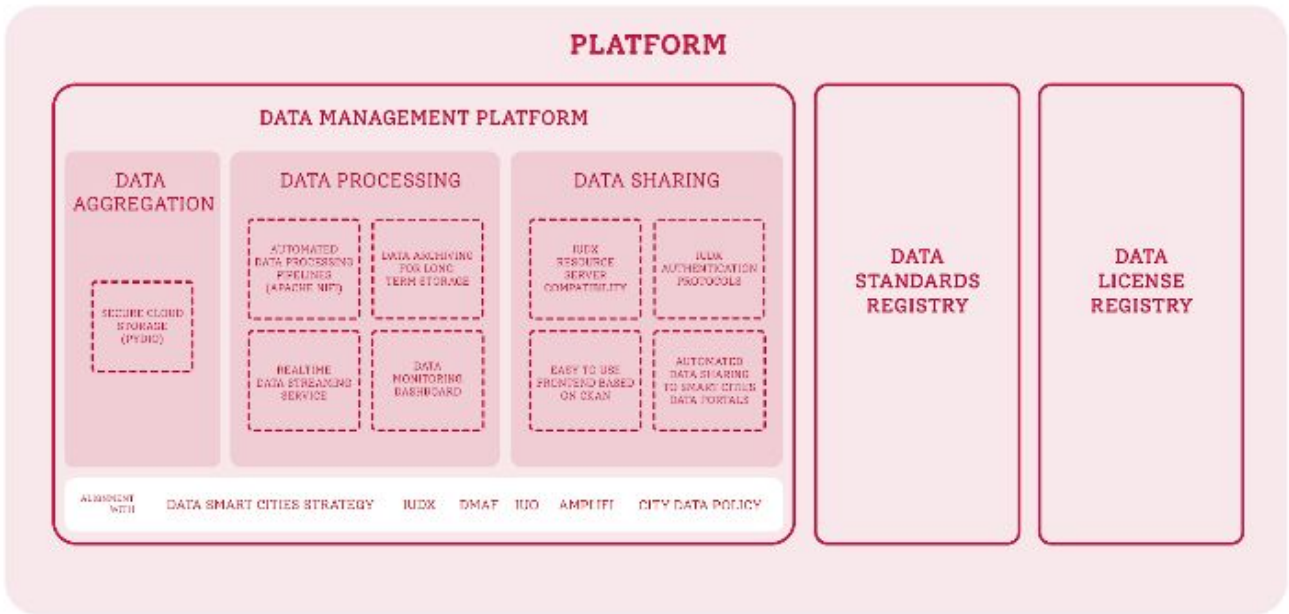 PLATFORM
DATA MANAGEMENT PLATFORM
DATA
AGGREGATION
SECURE CLOUD
STORAGE
(PYDIO)
DATA PROCESSING
AUTOMATED
DATA PROCESSING
PIPELINES
(APACHE NIFI)
DATA ARCHIVING
FOR LONG
TERM STORAGE
REALTIME
DATA STREAMING
SERVICE
DATA
MONITORING
DASHBOARD
DATA SHARING
IUDX
RESOURCE
SERVER
COMPATIBILITY
IUDX
AUTHENTICATION
PROTOCOLS
EASY TO USE
FRONTEND BASED
ON CKAN
AUTOMATED
DATA SHARING
TO SMART CITIES
DATA PORTALS
ALIGNMENT
WITH
DATA SMART CITIES STRATEGY IUDX DMAF IUO AMPLIFI CITY DATA POLICY
DATA
STANDARDS
REGISTRY
DATA
LICENSE
REGISTRY